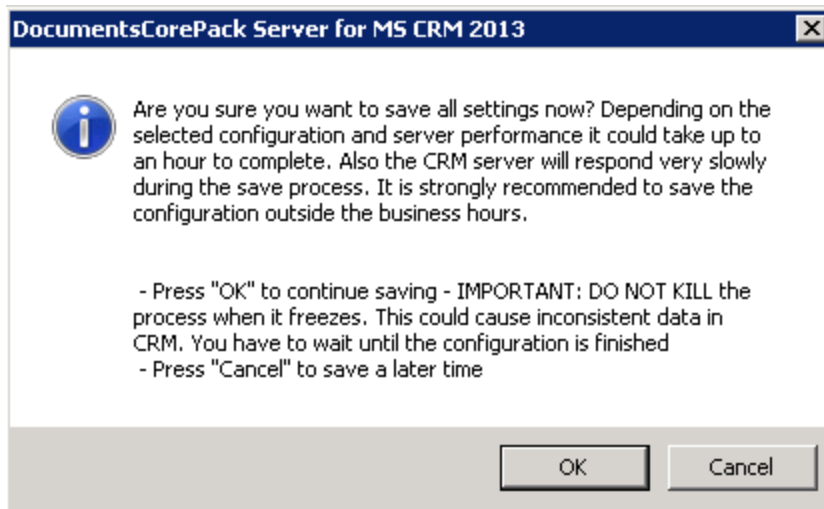 DocumentsCorePack Server for MS CRM 2013
Are you sure you want to save all settings now? Depending on the
selected configuration and server performance it could take up to
an hour to complete. Also the CRM server will respond very slowly
during the save process. It is strongly recommended to save the
configuration outside the business hours.
- Press "OK" to continue saving - IMPORTANT: DO NOT KILL the
process when it freezes. This could cause inconsistent data in
CRM. You have to wait until the configuration is finished
- Press "Cancel" to save a later time
OK
Cancel